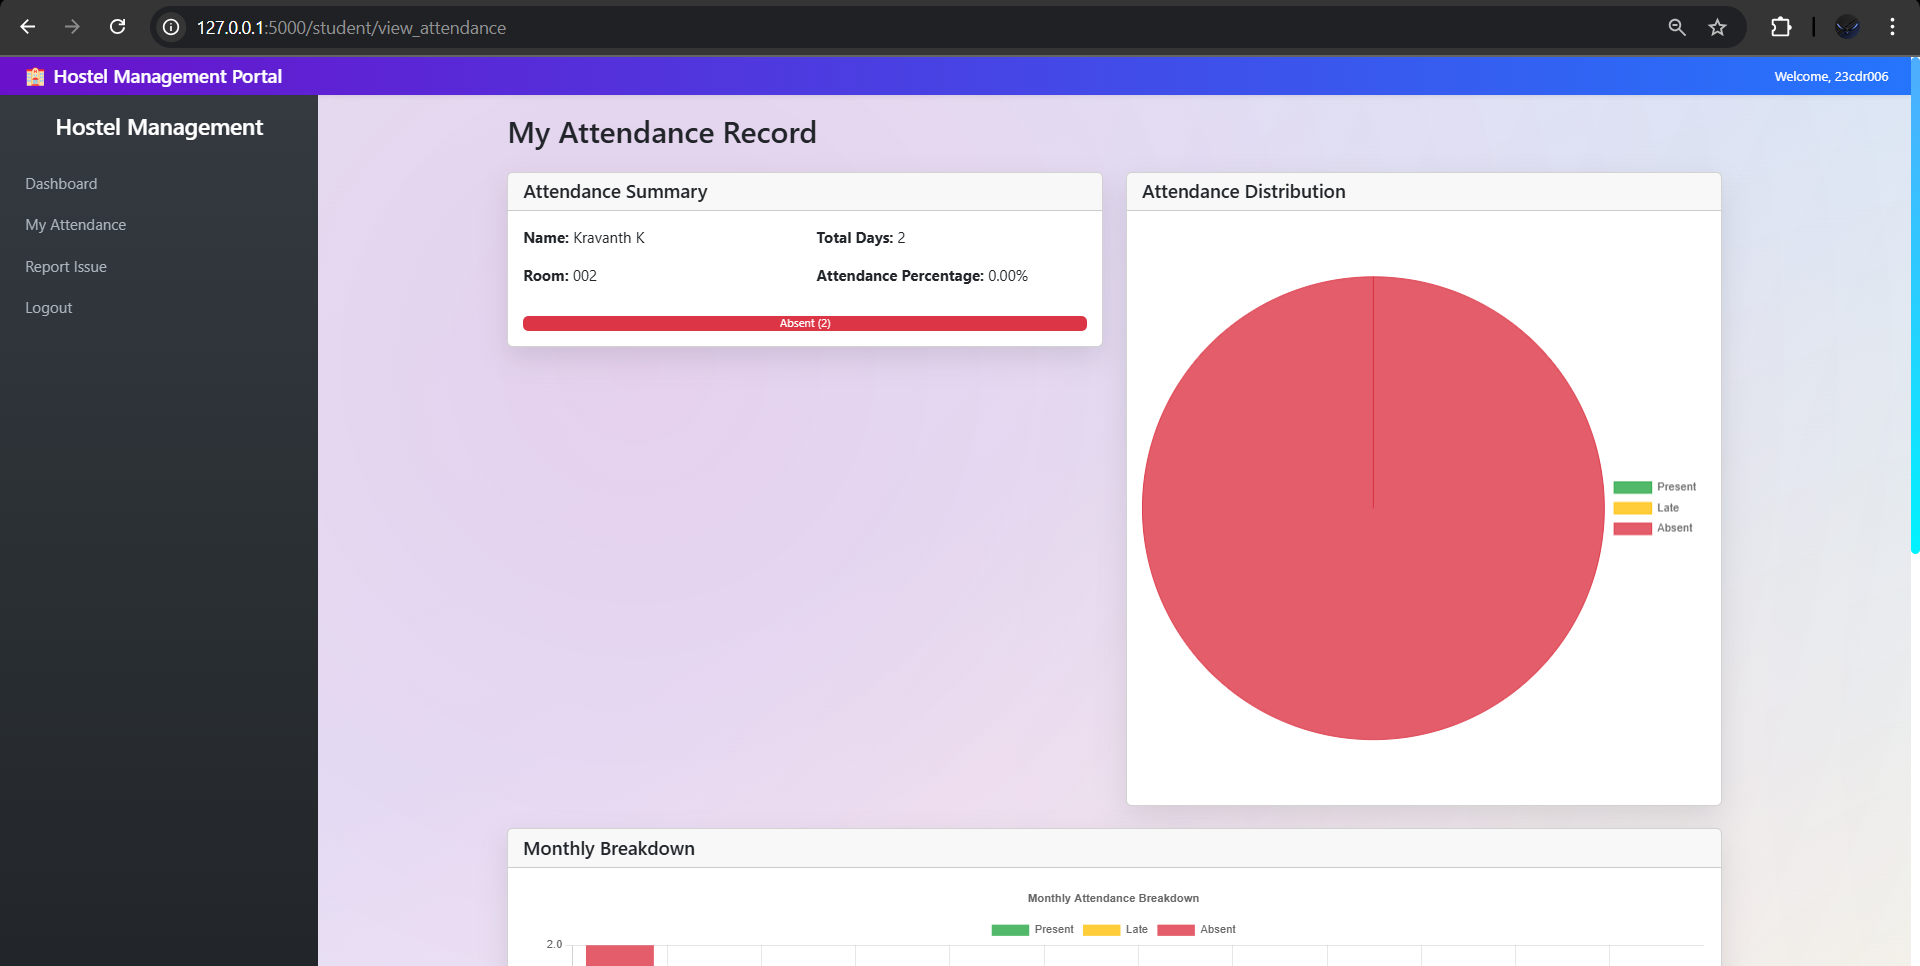 127.0.0.1:5000/student/view_attendance
Hostel Management Portal
Welcome, 23cdr006
Hostel Management
Dashboard
My Attendance
Report Issue
Logout
My Attendance Record
Attendance Summary
Name: Kravanth K
Total Days: 2
Room: 002
Attendance Percentage: 0.00%
Absent (2)
Attendance Distribution
Present
Late
Absent
Monthly Breakdown
Monthly Attendance Breakdown
Present Late Absent
2.0